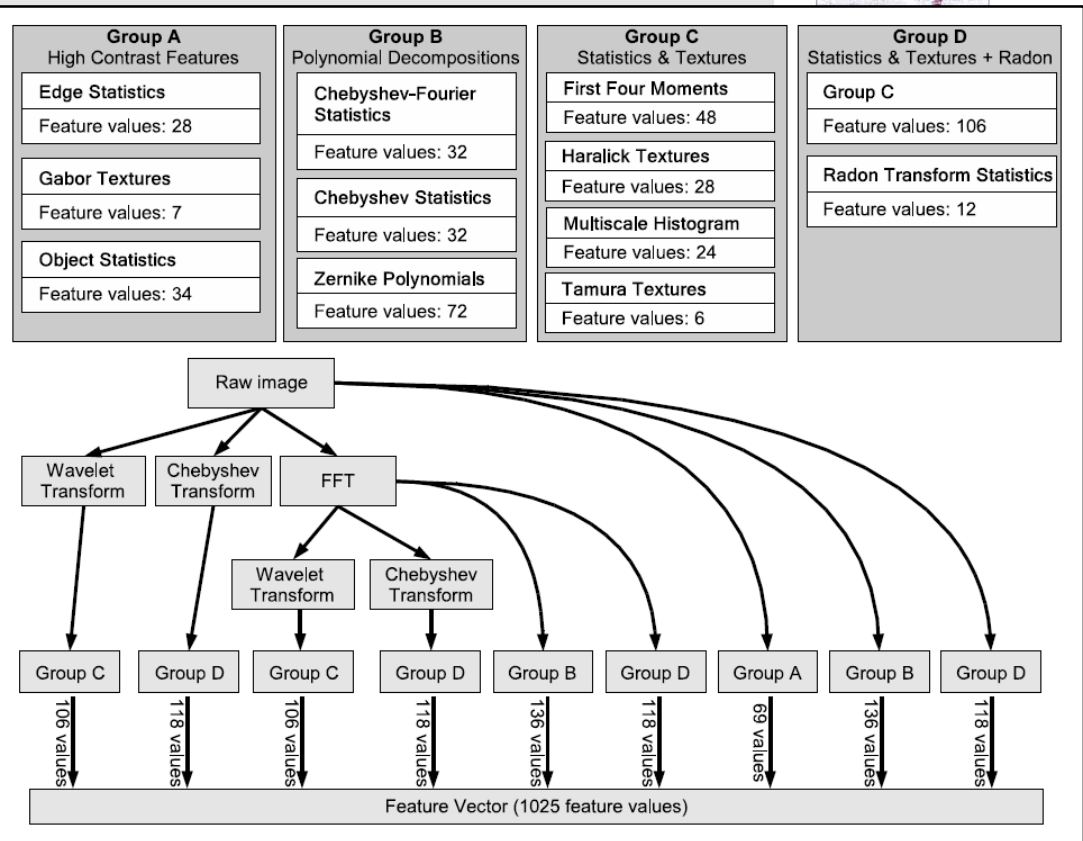 Group A
High Contrast Features
Edge Statistics
Feature values: 28
Gabor Textures
Feature values: 7
Object Statistics
Feature values: 34
Group B
Polynomial Decompositions
Chebyshev-Fourier
Statistics
Feature values: 32
Chebyshev Statistics
Feature values: 32
Zernike Polynomials
Feature values: 72
Group C
Statistics & Textures
First Four Moments
Feature values: 48
Haralick Textures
Feature values: 28
Multiscale Histogram
Feature values: 24
Tamura Textures
Feature values: 6
Group D
Statistics & Textures + Radon
Group C
Feature values: 106
Radon Transform Statistics
Feature values: 12
Raw image
Wavelet
Transform
Chebyshev
Transform
FFT
Wavelet
Transform
Chebyshev
Transform
Group C
Group D
Group C
Group D
Group B
Group D
Group A
Group B
Group D
106 values
118 values
106 values
118 values
136 values
118 values
69 values
136 values
118 values
Feature Vector (1025 feature values)